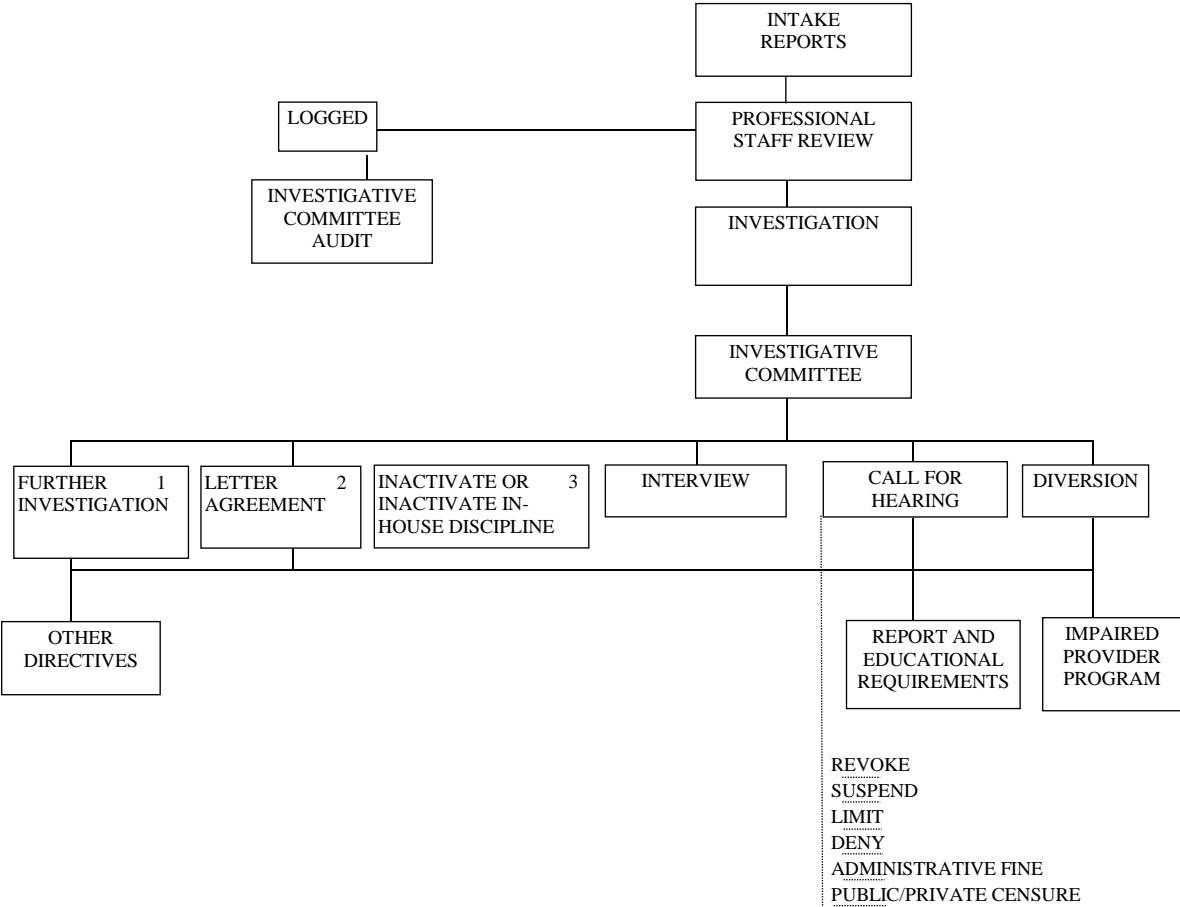 INTAKE
REPORTS
LOGGED
PROFESSIONAL
STAFF REVIEW
INVESTIGATIVE
COMMITTEE
AUDIT
INVESTIGATION
INVESTIGATIVE
COMMITTEE
FURTHER 1
INVESTIGATION
LETTER 2
AGREEMENT
INACTIVATE OR 3
INACTIVATE IN-
HOUSE DISCIPLINE
INTERVIEW
CALL FOR
HEARING
DIVERSION
OTHER
DIRECTIVES
REPORT AND
EDUCATIONAL
REQUIREMENTS
IMPAIRED
PROVIDER
PROGRAM
REVOKE
SUSPEND
LIMIT
DENY
ADMINISTRATIVE FINE
PUBLIC/PRIVATE CENSURE